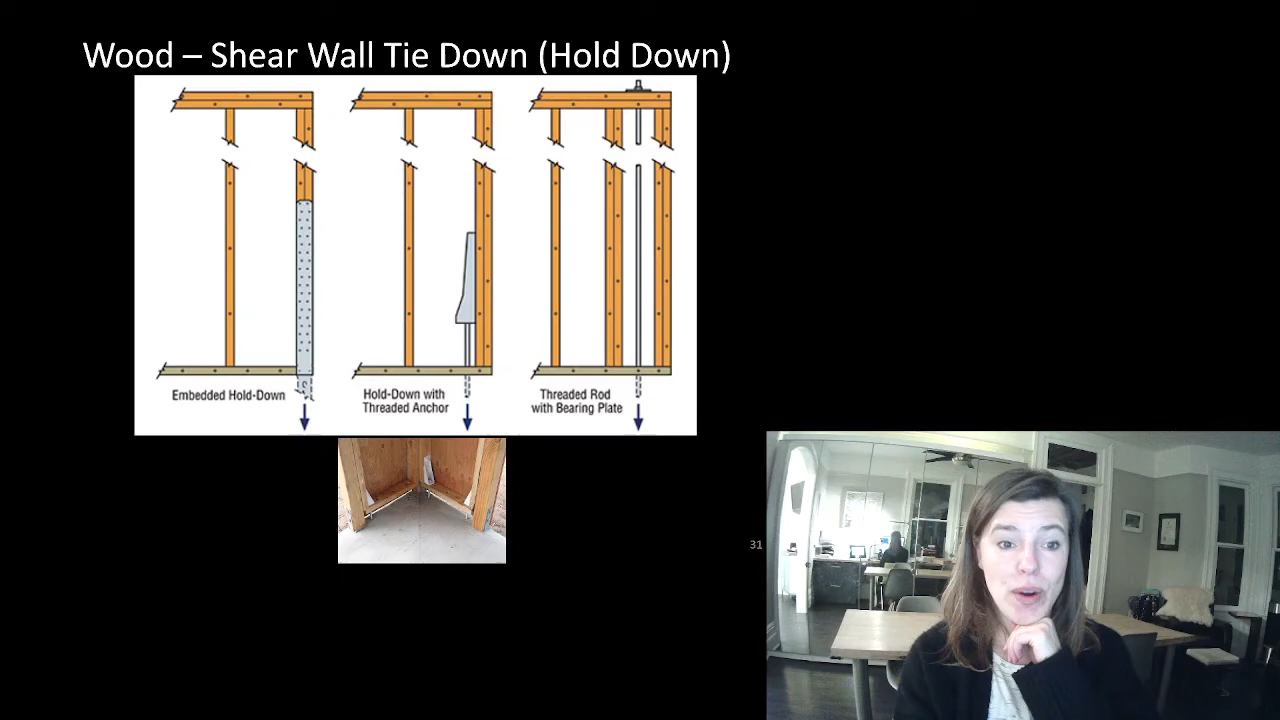 Wood – Shear Wall Tie Down (Hold Down)
Embedded Hold-Down
Hold-Down with
Threaded Anchor
Threaded Rod
with Bearing Plate
31